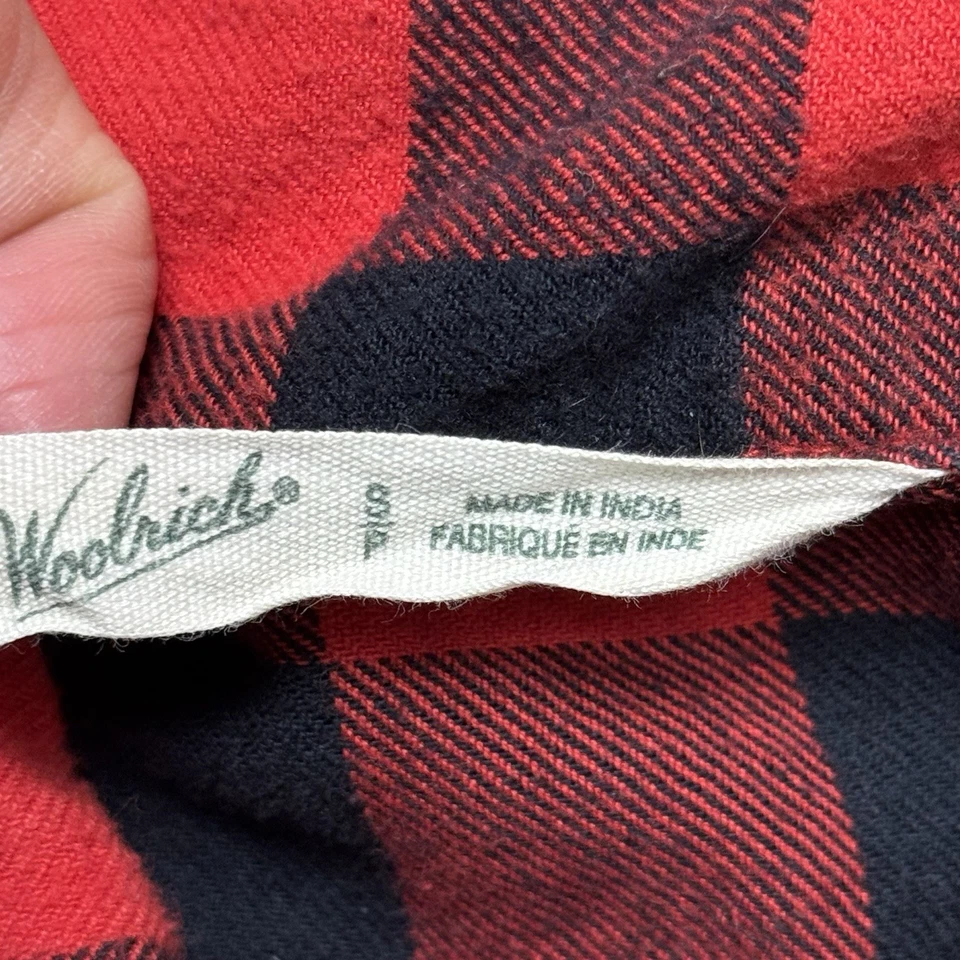 Woolrich®
S
P
MADE IN INDIA
FABRIQUÉ EN INDE